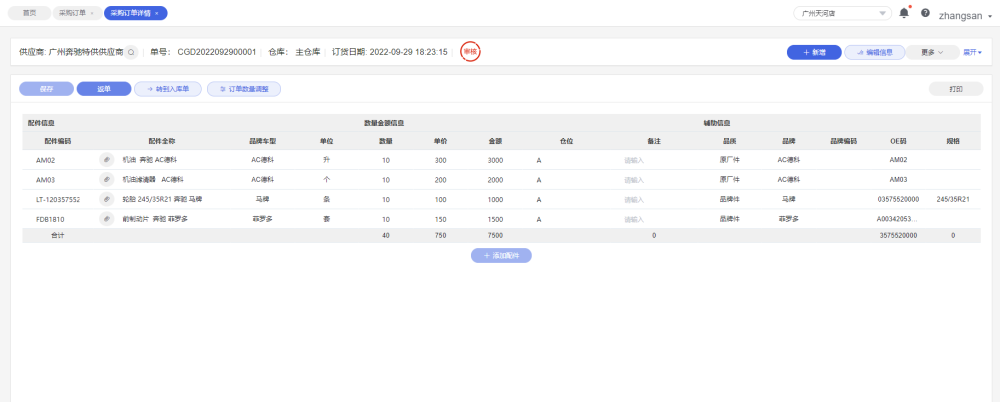 首页 采购订单 × 采购订单详情 × 广州天河店 zhangsan
供应商: 广州奔驰特供供应商 单号: CGD2022092900001 仓库: 主仓库 订货日期: 2022-09-29 18:23:15 审核 + 新增 编辑信息 更多 展开
保存 返单 转到入库单 订单数量调整 打印
配件信息 数量金额信息 辅助信息
配件编码 配件全称 品牌车型 单位 数量 单价 金额 仓位 备注 品质 品牌 品牌编码 OE码 规格
AM02 机油 奔驰 AC德科 AC德科 升 10 300 3000 A 请输入 原厂件 AC德科 AM02
AM03 机油滤清器 AC德科 AC德科 个 10 200 2000 A 请输入 原厂件 AC德科 AM03
LT-120357552 轮胎 245/35R21 奔驰 马牌 马牌 条 10 100 1000 A 请输入 品牌件 马牌 03575520000 245/35R21
FDB1810 前制动片 奔驰 菲罗多 菲罗多 套 10 150 1500 A 请输入 品牌件 菲罗多 A00342053...
合计 40 750 7500 0 3575520000 0
+ 添加配件